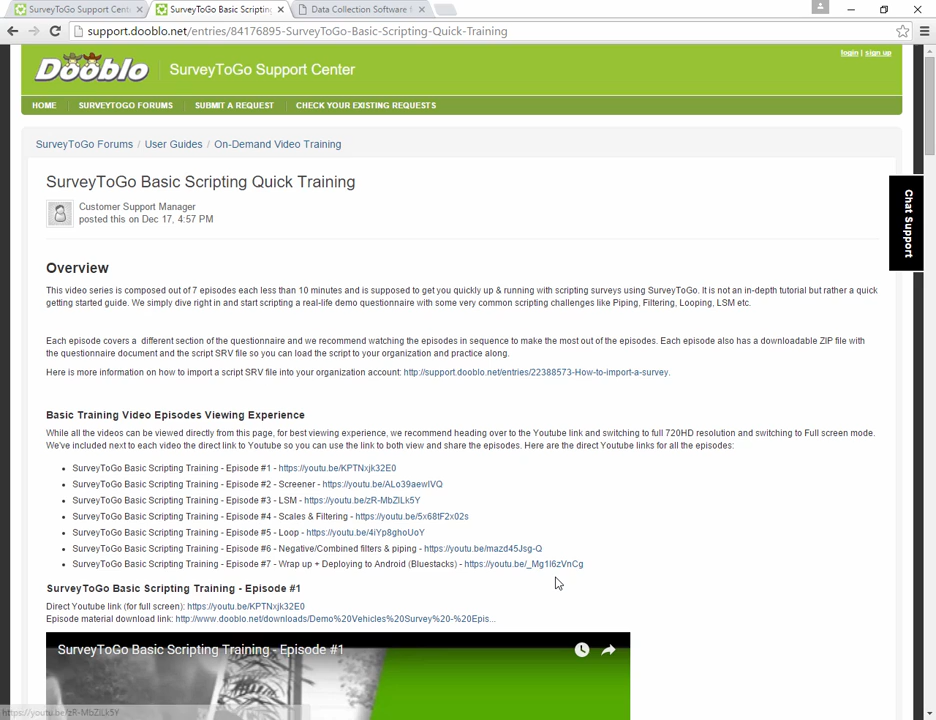 SurveyToGo Support Cent
SurveyToGo Basic Scripting
Data Collection Software f
support.dooblo.net/entries/84176895-SurveyToGo-Basic-Scripting-Quick-Training
login | sign up
Dooblo
SurveyToGo Support Center
HOME SURVEYTOGO FORUMS SUBMIT A REQUEST CHECK YOUR EXISTING REQUESTS
SurveyToGo Forums / User Guides / On-Demand Video Training
SurveyToGo Basic Scripting Quick Training
Customer Support Manager
posted this on Dec 17, 4:57 PM
Chat Support
Overview
This video series is composed out of 7 episodes each less than 10 minutes and is supposed to get you quickly up & running with scripting surveys using SurveyToGo. It is not an in-depth tutorial but rather a quick
getting started guide. We simply dive right in and start scripting a real-life demo questionnaire with some very common scripting challenges like Piping, Filtering, Looping, LSM etc.
Each episode covers a different section of the questionnaire and we recommend watching the episodes in sequence to make the most out of the episodes. Each episode also has a downloadable ZIP file with
the questionnaire document and the script SRV file so you can load the script to your organization and practice along.
Here is more information on how to import a script SRV file into your organization account: http://support.dooblo.net/entries/22388573-How-to-import-a-survey.
Basic Training Video Episodes Viewing Experience
While all the videos can be viewed directly from this page, for best viewing experience, we recommend heading over to the Youtube link and switching to full 720HD resolution and switching to Full screen mode.
We've included next to each video the direct link to Youtube so you can use the link to both view and share the episodes. Here are the direct Youtube links for all the episodes:
SurveyToGo Basic Scripting Training - Episode #1 - https://youtu.be/KPTNxjk32E0
SurveyToGo Basic Scripting Training - Episode #2 - Screener - https://youtu.be/ALo39aewIVQ
SurveyToGo Basic Scripting Training - Episode #3 - LSM - https://youtu.be/zR-MbZlLk5Y
SurveyToGo Basic Scripting Training - Episode #4 - Scales & Filtering - https://youtu.be/5x68tF2x02s
SurveyToGo Basic Scripting Training - Episode #5 - Loop - https://youtu.be/4iYp8ghoUoY
SurveyToGo Basic Scripting Training - Episode #6 - Negative/Combined filters & piping - https://youtu.be/mazd45Jsg-Q
SurveyToGo Basic Scripting Training - Episode #7 - Wrap up + Deploying to Android (Bluestacks) - https://youtu.be/_Mg1l6zVnCg
SurveyToGo Basic Scripting Training - Episode #1
Direct Youtube link (for full screen): https://youtu.be/KPTNxjk32E0
Episode material download link: http://www.dooblo.net/downloads/Demo%20Vehicles%20Survey%20-%20Epis...
SurveyToGo Basic Scripting Training - Episode #1
https://youtu.be/zR-MbZlLk5Y